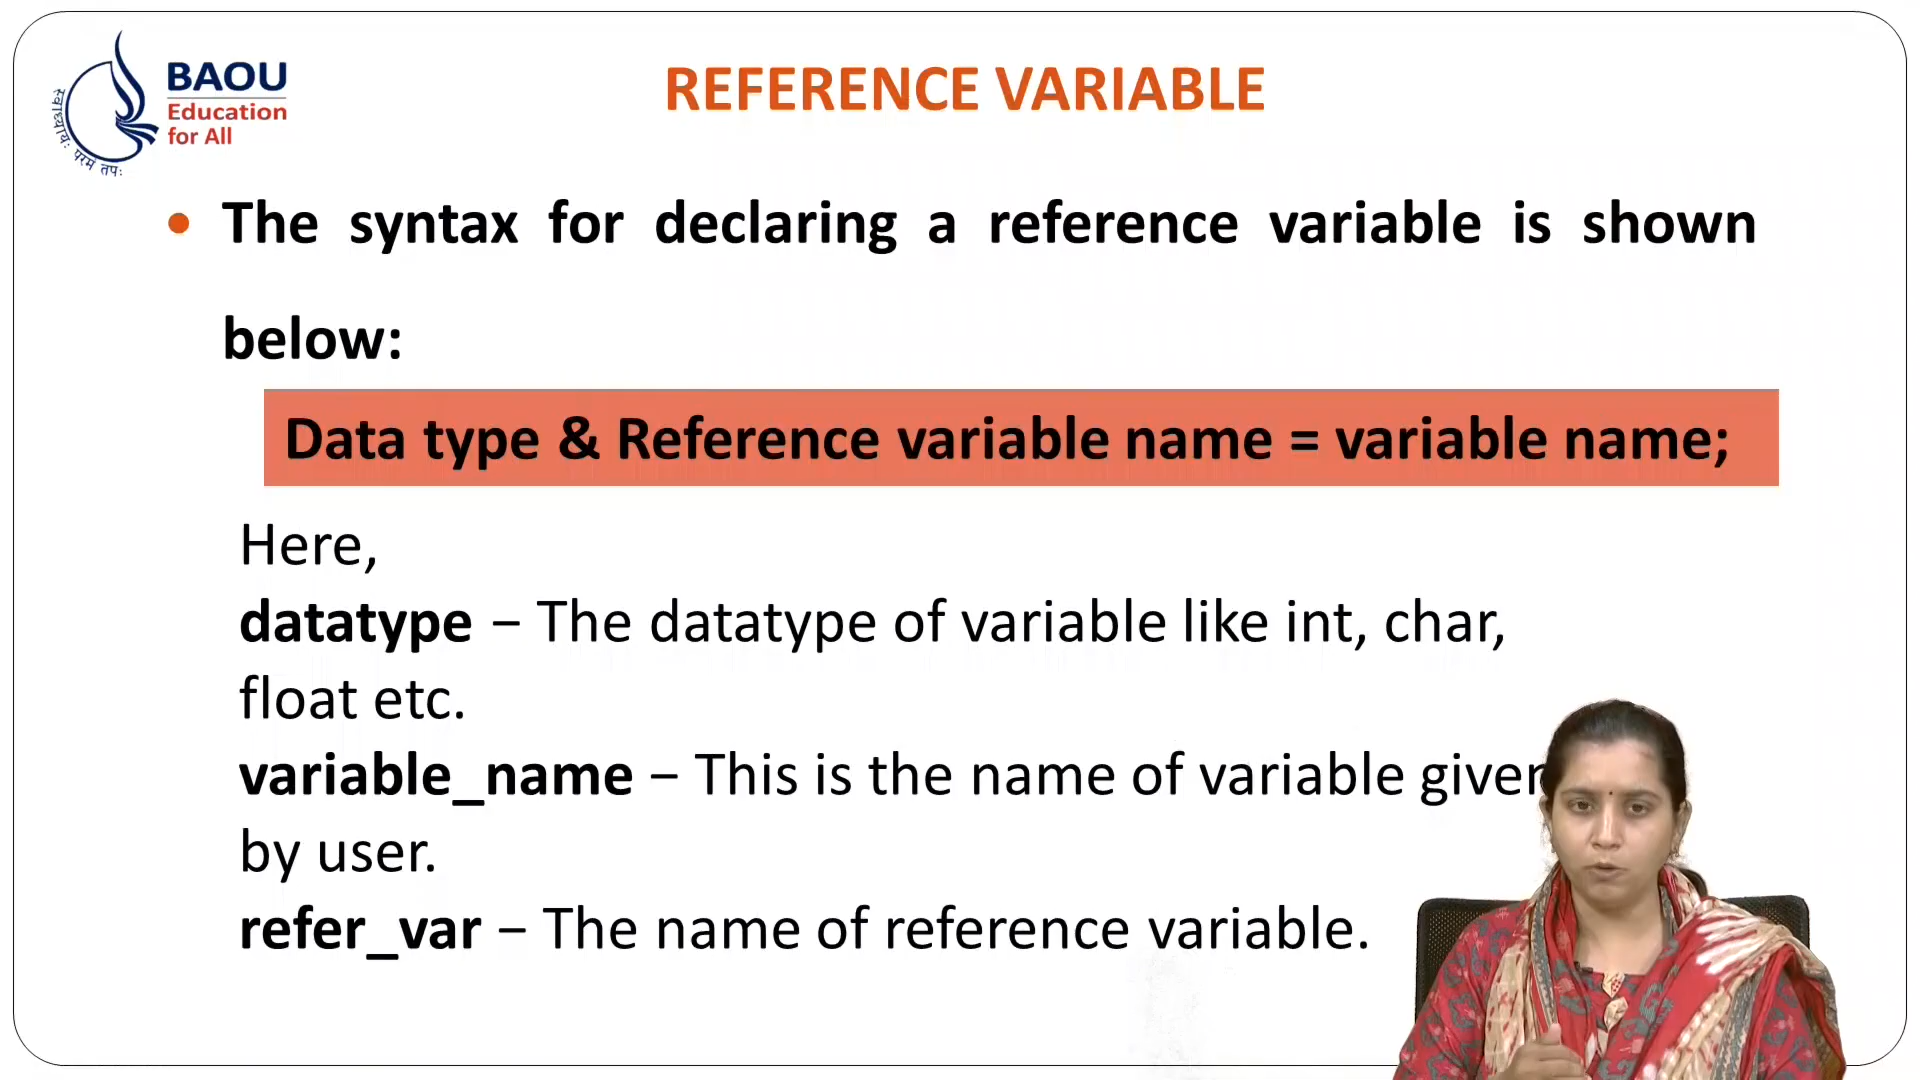 स्वाध्यायः परमं तपः
BAOU
Education
for All
REFERENCE VARIABLE
• The syntax for declaring a reference variable is shown
below:
Data type & Reference variable name = variable name;
Here,
datatype − The datatype of variable like int, char,
float etc.
variable_name − This is the name of variable given
by user.
refer_var − The name of reference variable.